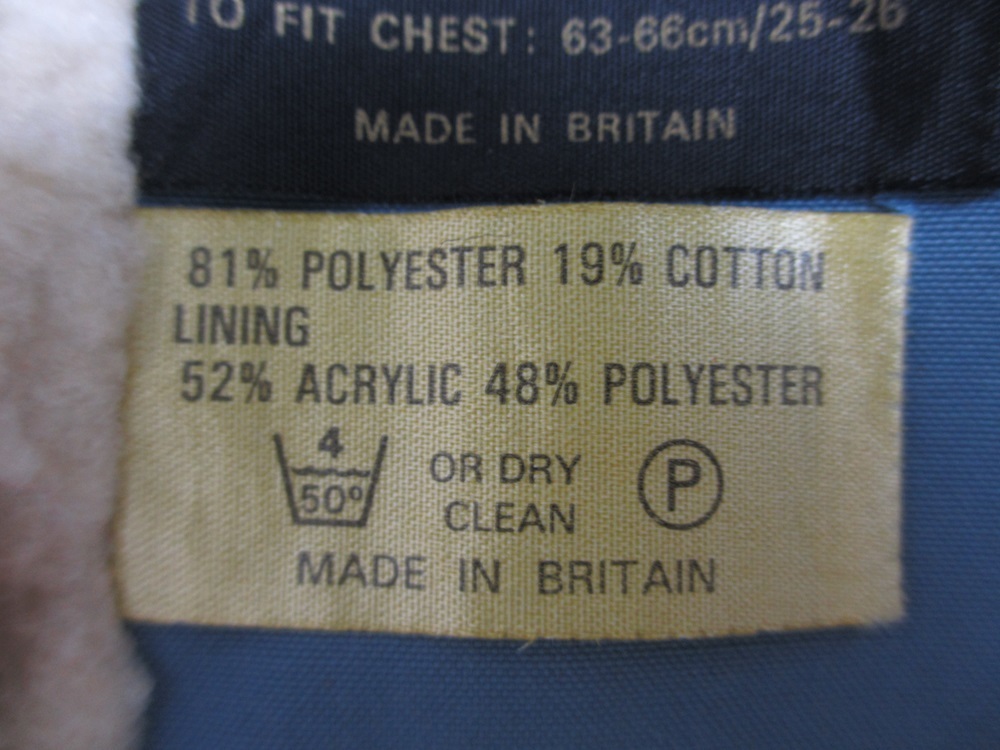 TO FIT CHEST: 63-66cm/25-26
MADE IN BRITAIN
81% POLYESTER 19% COTTON
LINING
52% ACRYLIC 48% POLYESTER
4
50°
OR DRY
CLEAN
P
MADE IN BRITAIN